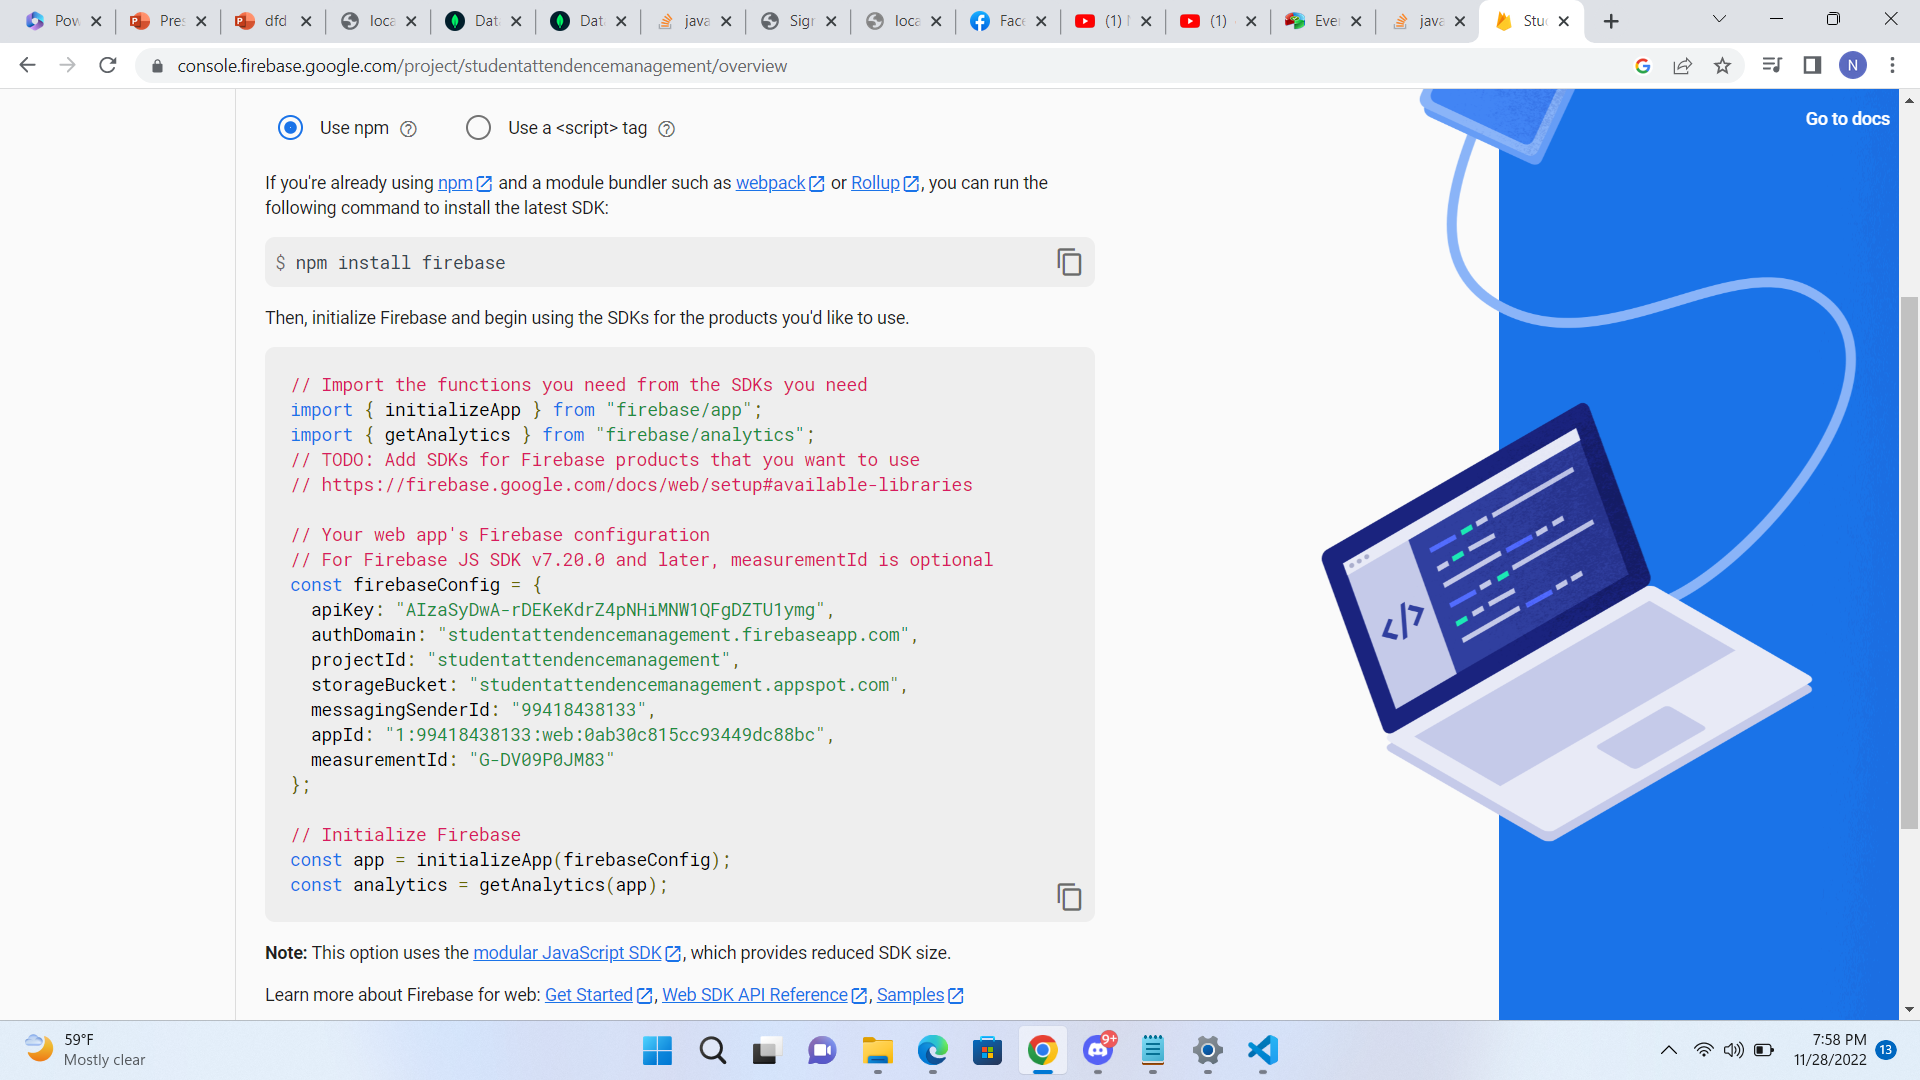 Pow
Pres
dfd
loca
Data
Data
java
Sign
loca
Face
(1)
(1)
Ever
java
Stud
console.firebase.google.com/project/studentattendencemanagement/overview
N
Go to docs
Use npm
Use a <script> tag
If you're already using npm and a module bundler such as webpack or Rollup, you can run the
following command to install the latest SDK:
$ npm install firebase
Then, initialize Firebase and begin using the SDKs for the products you'd like to use.
// Import the functions you need from the SDKs you need
import { initializeApp } from "firebase/app";
import { getAnalytics } from "firebase/analytics";
// TODO: Add SDKs for Firebase products that you want to use
// https://firebase.google.com/docs/web/setup#available-libraries
// Your web app's Firebase configuration
// For Firebase JS SDK v7.20.0 and later, measurementId is optional
const firebaseConfig = {
apiKey: "AIzaSyDwA-rDEKeKdrZ4pNHiMNW1QFgDZTU1ymg",
authDomain: "studentattendencemanagement.firebaseapp.com",
projectId: "studentattendencemanagement",
storageBucket: "studentattendencemanagement.appspot.com",
messagingSenderId: "99418438133",
appId: "1:99418438133:web:0ab30c815cc93449dc88bc",
measurementId: "G-DV09P0JM83"
};
// Initialize Firebase
const app = initializeApp(firebaseConfig);
const analytics = getAnalytics(app);
</>
Note: This option uses the modular JavaScript SDK, which provides reduced SDK size.
Learn more about Firebase for web: Get Started, Web SDK API Reference, Samples
59°F
Mostly clear
9+
7:58 PM
11/28/2022
13